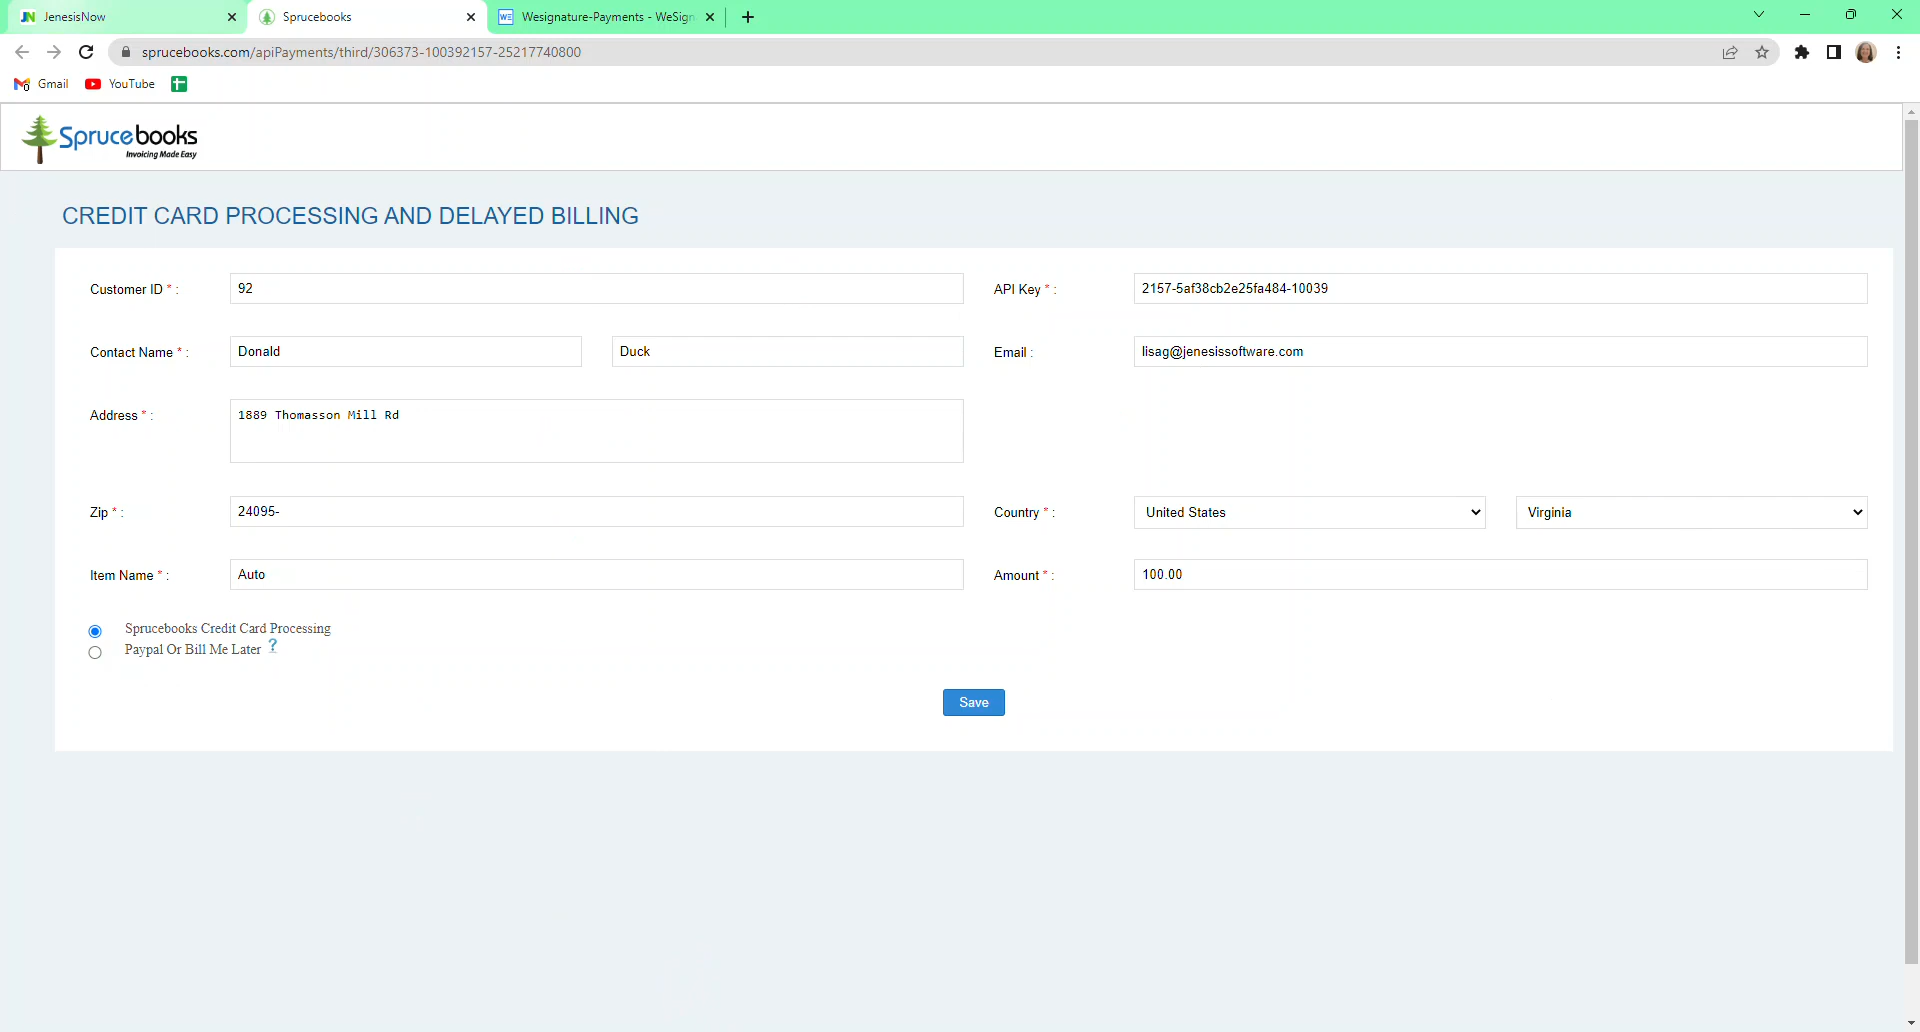 JenesisNow
Sprucebooks
Wesignature-Payments - WeSign
sprucebooks.com/apiPayments/third/306373-100392157-25217740800
Gmail
YouTube
Sprucebooks
Invoicing Made Easy
CREDIT CARD PROCESSING AND DELAYED BILLING
Customer ID * : 92 API Key * : 2157-5af38cb2e25fa484-10039
Contact Name * : Donald Duck Email : lisag@jenesissoftware.com
Address * : 1889 Thomasson Mill Rd
Zip * : 24095- Country * : United States Virginia
Item Name * : Auto Amount * : 100.00
Sprucebooks Credit Card Processing
Paypal Or Bill Me Later ?
Save